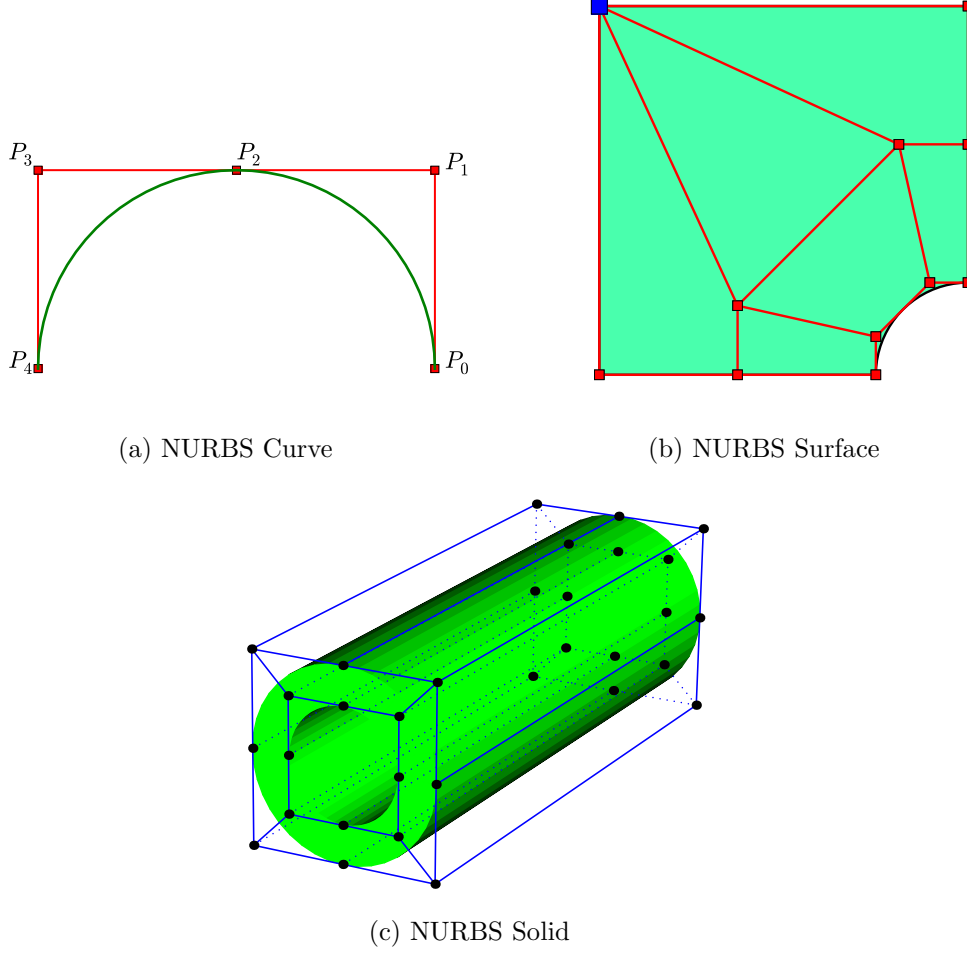 P₃ P₂ P₁
P₄ P₀
(a) NURBS Curve (b) NURBS Surface
(c) NURBS Solid